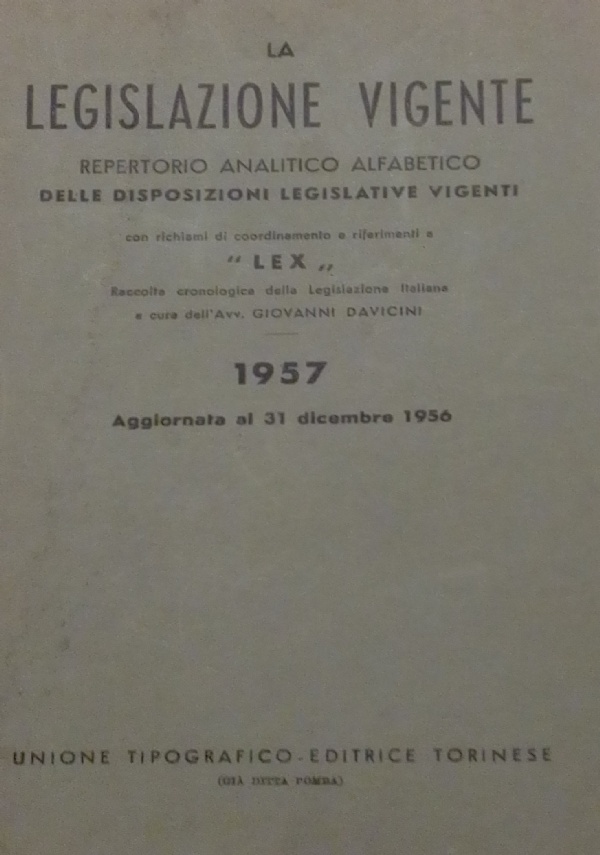 LA
LEGISLAZIONE VIGENTE
REPERTORIO ANALITICO ALFABETICO
DELLE DISPOSIZIONI LEGISLATIVE VIGENTI
con richiami di coordinamento e riferimenti a
“ LEX „
Raccolta cronologica della Legislazione Italiana
a cura dell'Avv. GIOVANNI DAVICINI
1957
Aggiornata al 31 dicembre 1956
UNIONE TIPOGRAFICO-EDITRICE TORINESE
(GIÀ DITTA POMBA)